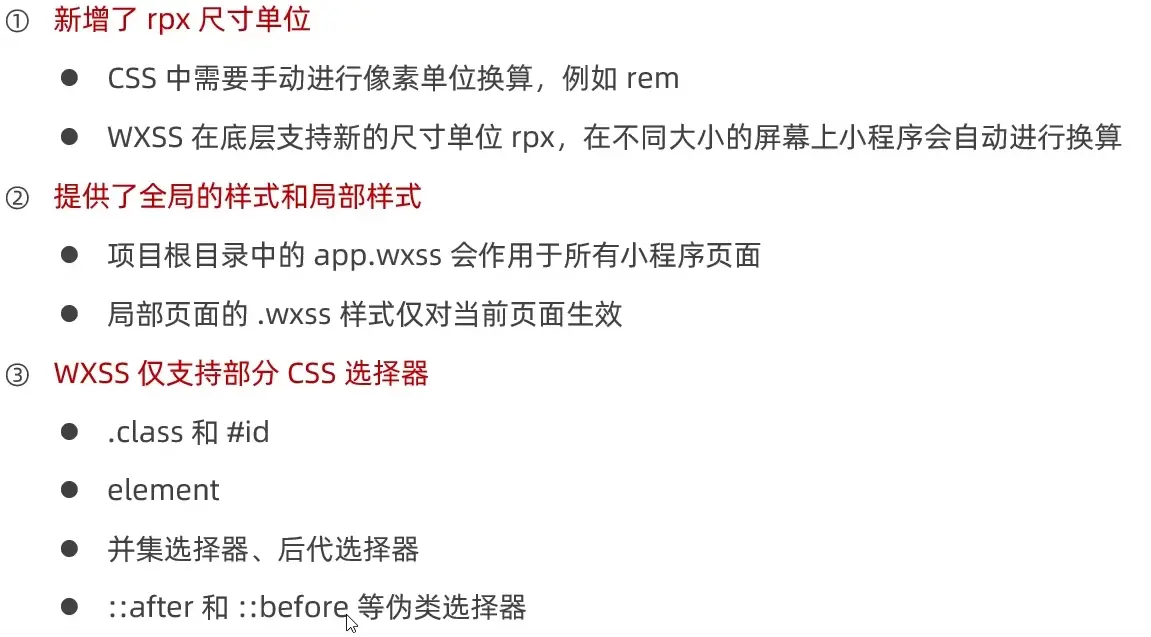 ① 新增了 rpx 尺寸单位
● CSS 中需要手动进行像素单位换算，例如 rem
● WXSS 在底层支持新的尺寸单位 rpx，在不同大小的屏幕上小程序会自动进行换算
② 提供了全局的样式和局部样式
● 项目根目录中的 app.wxss 会作用于所有小程序页面
● 局部页面的 .wxss 样式仅对当前页面生效
③ WXSS 仅支持部分 CSS 选择器
● .class 和 #id
● element
● 并集选择器、后代选择器
● ::after 和 ::before 等伪类选择器